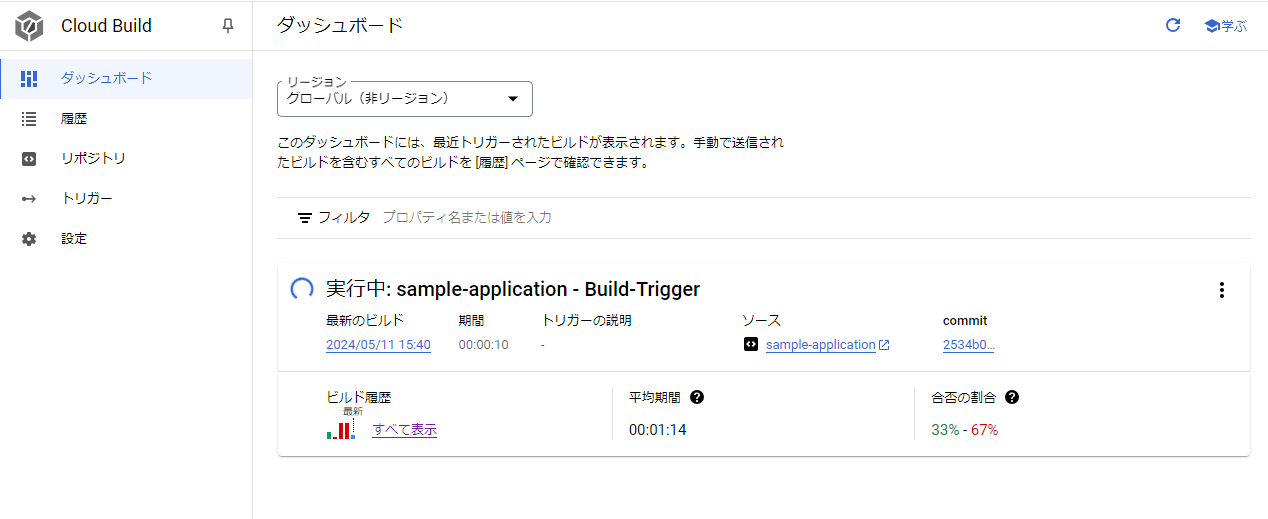 Cloud Build
ダッシュボード
学ぶ
ダッシュボード
履歴
リポジトリ
トリガー
設定
リージョン
グローバル（非リージョン）
このダッシュボードには、最近トリガーされたビルドが表示されます。手動で送信され
たビルドを含むすべてのビルドを [履歴] ページで確認できます。
フィルタ プロパティ名または値を入力
実行中: sample-application - Build-Trigger
最新のビルド 期間 トリガーの説明 ソース commit
2024/05/11 15:40 00:00:10 - sample-application 2534b0...
ビルド履歴 平均期間 合否の割合
最新
すべて表示 00:01:14 33% - 67%